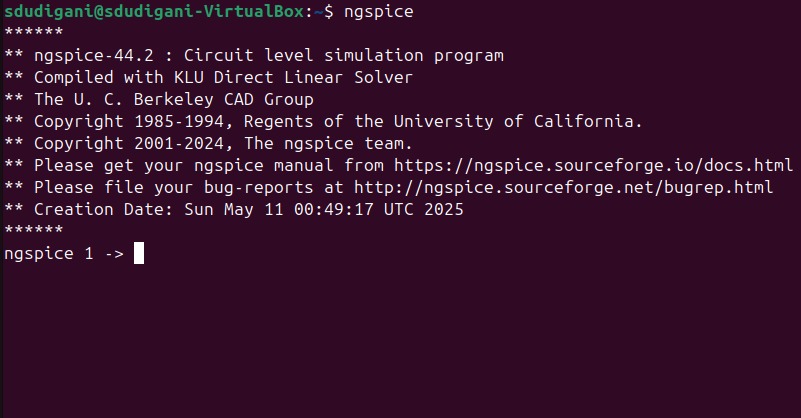 sdudigani@sdudigani-VirtualBox:~$ ngspice
******
** ngspice-44.2 : Circuit level simulation program
** Compiled with KLU Direct Linear Solver
** The U. C. Berkeley CAD Group
** Copyright 1985-1994, Regents of the University of California.
** Copyright 2001-2024, The ngspice team.
** Please get your ngspice manual from https://ngspice.sourceforge.io/docs.html
** Please file your bug-reports at http://ngspice.sourceforge.net/bugrep.html
** Creation Date: Sun May 11 00:49:17 UTC 2025
******
ngspice 1 ->